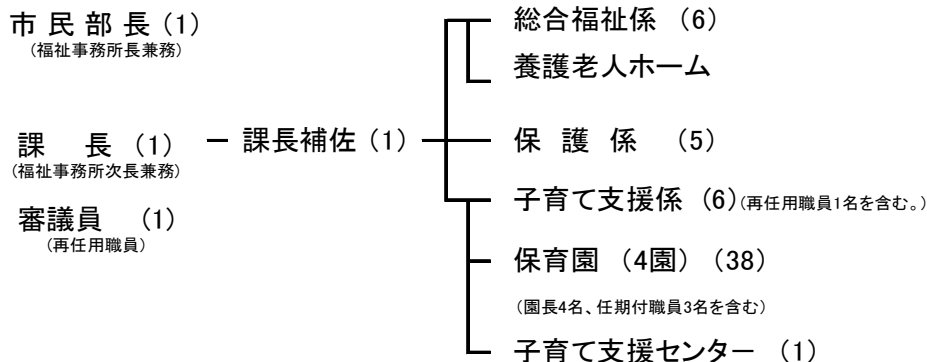 市民部長（1）
（福祉事務所長兼務）
課　長（1）
（福祉事務所次長兼務）
審議員　（1）
（再任用職員）
課長補佐（1）
総合福祉係（6）
養護老人ホーム
保護係　（5）
子育て支援係（6）（再任用職員1名を含む。）
保育園（4園）（38）
（園長4名、任期付職員3名を含む）
子育て支援センター（1）